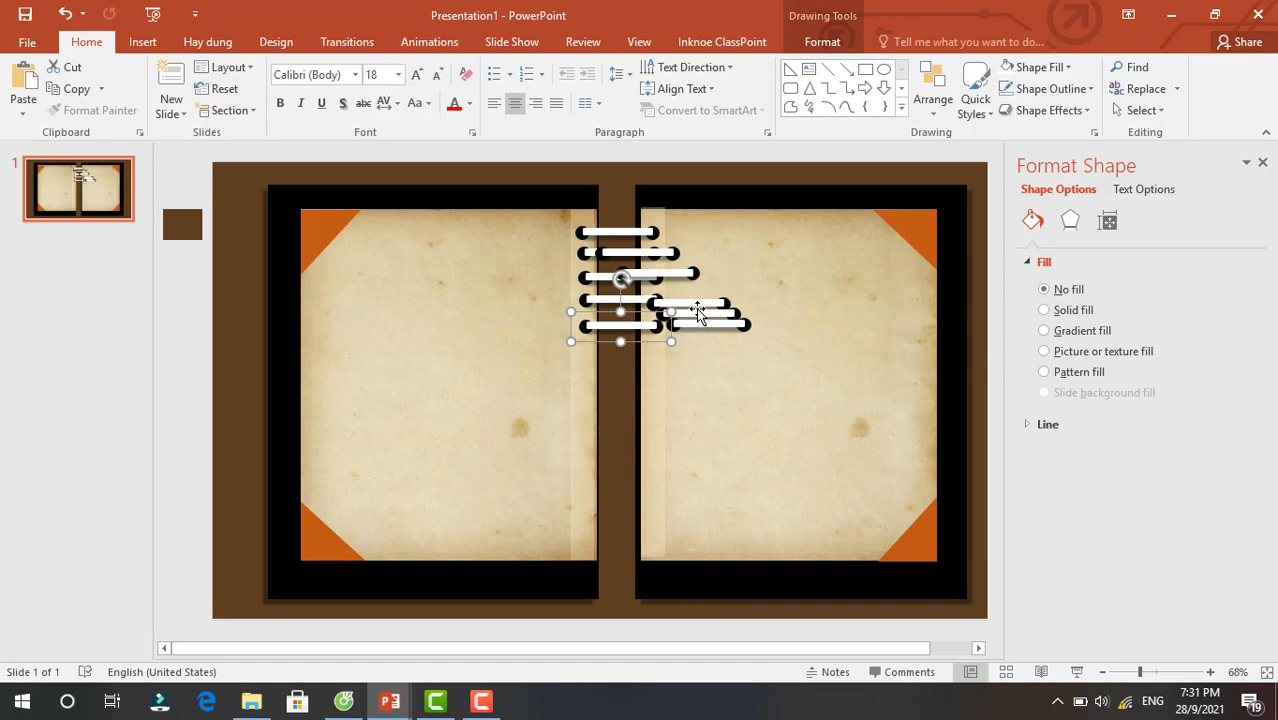 Presentation1 - PowerPoint
Drawing Tools
File
Home
Insert
Hay dung
Design
Transitions
Animations
Slide Show
Review
View
Inknoe ClassPoint
Format
Tell me what you want to do...
Share
Paste
Cut
Copy
Format Painter
Clipboard
New
Slide
Layout
Reset
Section
Slides
Calibri (Body)
18
B I U S abc AV Aa A
Font
Text Direction
Align Text
Convert to SmartArt
Paragraph
Arrange
Quick
Styles
Shape Fill
Shape Outline
Shape Effects
Drawing
Find
Replace
Select
Editing
1
Format Shape
Shape Options
Text Options
Fill
No fill
Solid fill
Gradient fill
Picture or texture fill
Pattern fill
Slide background fill
Line
Slide 1 of 1
English (United States)
Notes
Comments
68%
ENG
7:31 PM
28/9/2021
19